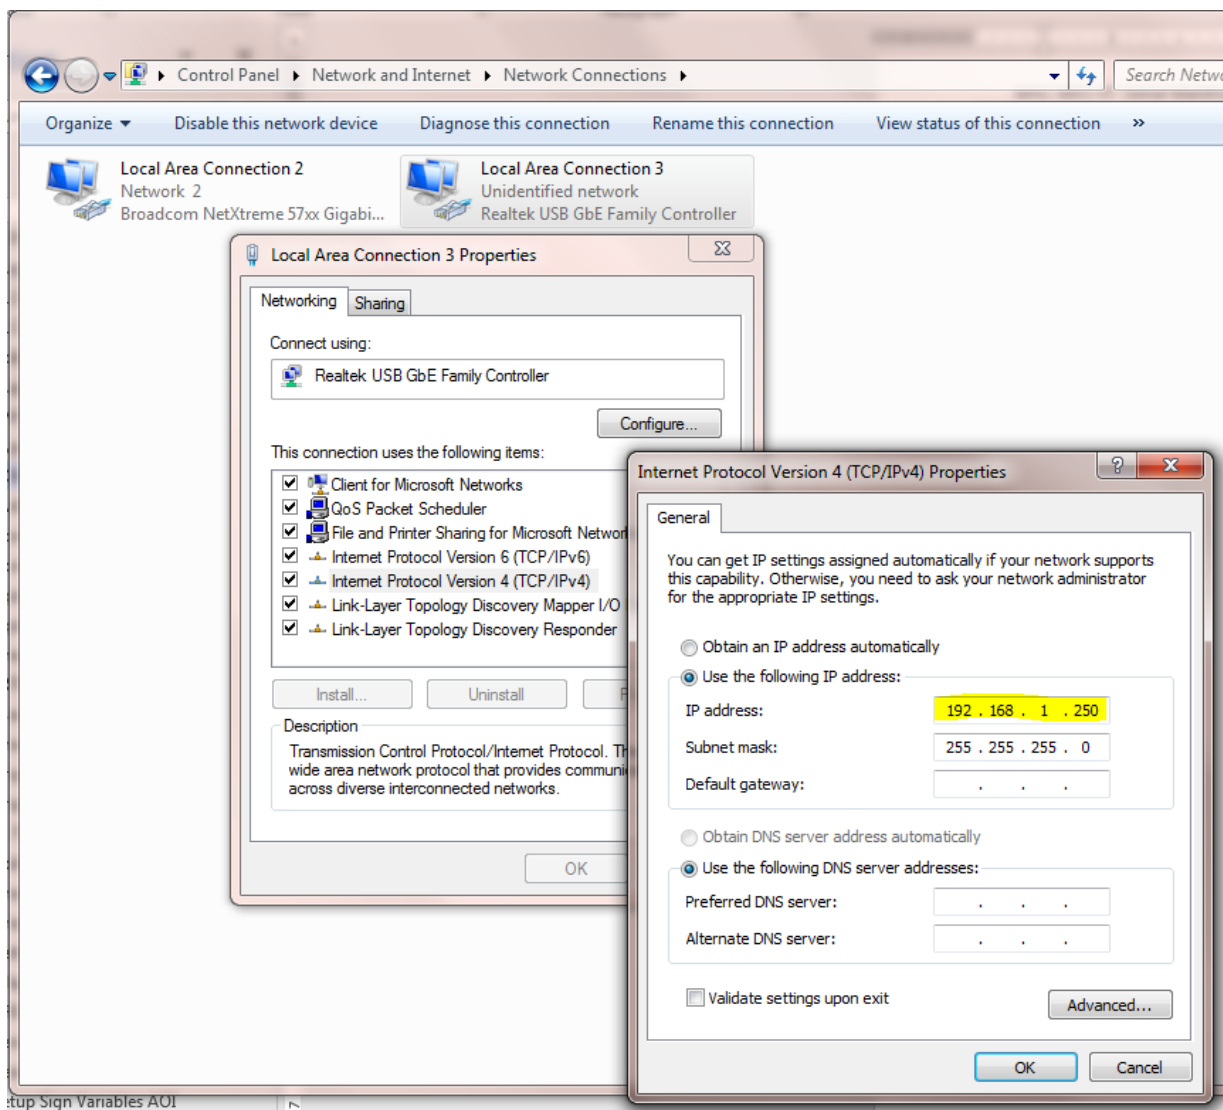 Control Panel Network and Internet Network Connections
Search Netw
Organize Disable this network device Diagnose this connection Rename this connection View status of this connection »
Local Area Connection 2
Network 2
Broadcom NetXtreme 57xx Gigabi...
Local Area Connection 3
Unidentified network
Realtek USB GbE Family Controller
Local Area Connection 3 Properties
Networking Sharing
Connect using:
Realtek USB GbE Family Controller
Configure...
This connection uses the following items:
Client for Microsoft Networks
QoS Packet Scheduler
File and Printer Sharing for Microsoft Network
Internet Protocol Version 6 (TCP/IPv6)
Internet Protocol Version 4 (TCP/IPv4)
Link-Layer Topology Discovery Mapper I/O
Link-Layer Topology Discovery Responder
Install... Uninstall P
Description
Transmission Control Protocol/Internet Protocol. Th
wide area network protocol that provides communi
across diverse interconnected networks.
OK
Internet Protocol Version 4 (TCP/IPv4) Properties
General
You can get IP settings assigned automatically if your network supports
this capability. Otherwise, you need to ask your network administrator
for the appropriate IP settings.
Obtain an IP address automatically
Use the following IP address:
IP address: 192 . 168 . 1 . 250
Subnet mask: 255 . 255 . 255 . 0
Default gateway: . . .
Obtain DNS server address automatically
Use the following DNS server addresses:
Preferred DNS server: . . .
Alternate DNS server: . . .
Validate settings upon exit
Advanced...
OK Cancel
etup Sign Variables AOI